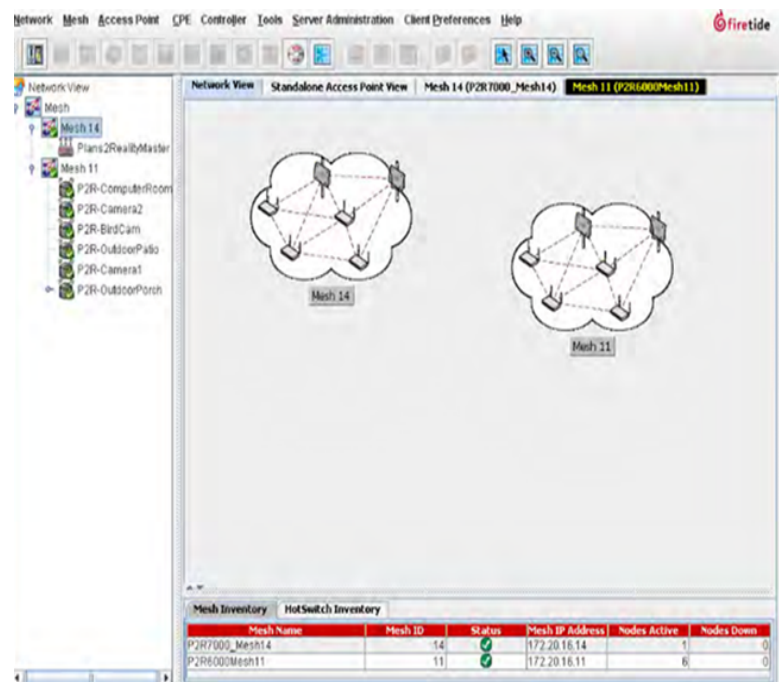 Network Mesh Access Point CPE Controller Tools Server Administration Client Preferences Help
firetide
Network View
Mesh
Mesh 14
Plans2RealityMaster
Mesh 11
P2R-ComputerRoom
P2R-Camera2
P2R-BirdCam
P2R-OutdoorPatio
P2R-Camera1
P2R-OutdoorPorch
Network View Standalone Access Point View Mesh 14 (P2R7000_Mesh14) Mesh 11 (P2R6000Mesh11)
Mesh 14
Mesh 11
Mesh Inventory HotSwitch Inventory
Mesh Name Mesh ID Status Mesh IP Address Nodes Active Nodes Down
P2R7000_Mesh14 14 172.20.16.14 1 0
P2R6000Mesh11 11 172.20.16.11 6 0